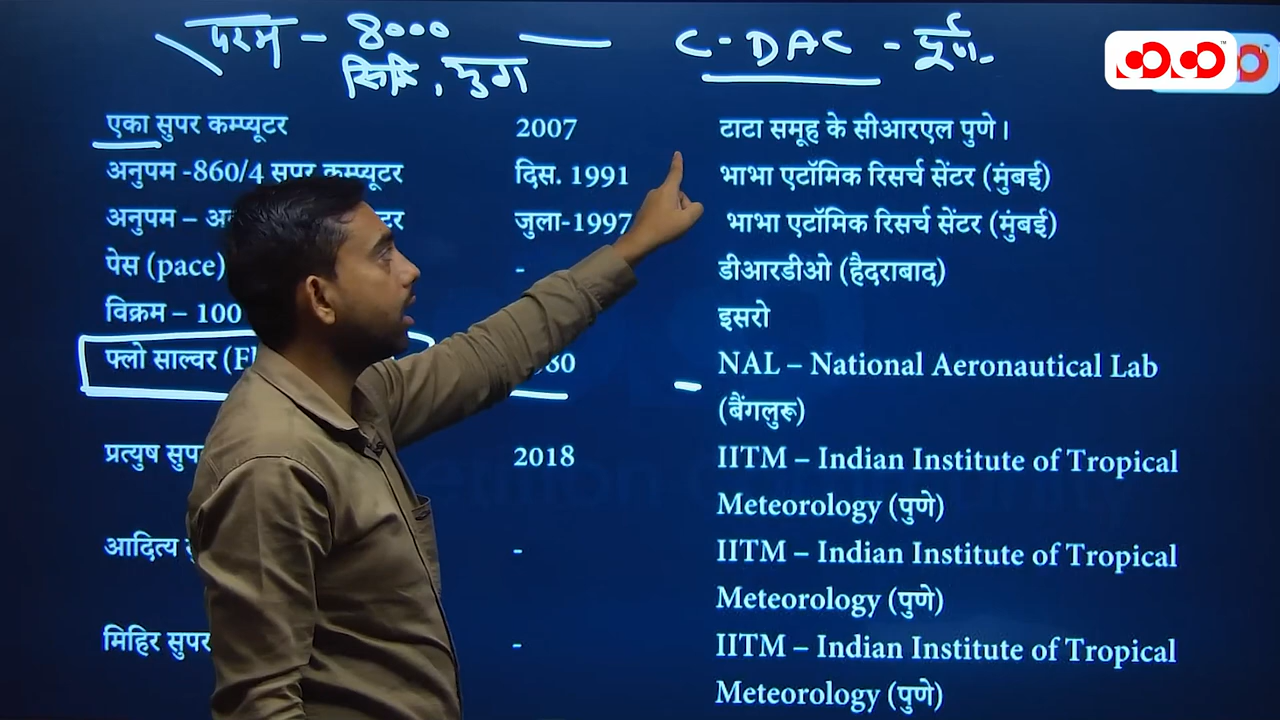 परम - 8000 — C-DAC - पूणे.
सिद्धि, युग
एका सुपर कम्प्यूटर 2007 टाटा समूह के सीआरएल पुणे।
अनुपम -860/4 सुपर कम्प्यूटर दिस. 1991 भाभा एटॉमिक रिसर्च सेंटर (मुंबई)
अनुपम – जुला-1997 भाभा एटॉमिक रिसर्च सेंटर (मुंबई)
पेस (pace) - डीआरडीओ (हैदराबाद)
विक्रम – 100 इसरो
फ्लो साल्वर 80 NAL – National Aeronautical Lab
(बैंगलुरू)
प्रत्युष 2018 IITM – Indian Institute of Tropical
Meteorology (पुणे)
आदित्य - IITM – Indian Institute of Tropical
Meteorology (पुणे)
मिहिर सुपर - IITM – Indian Institute of Tropical
Meteorology (पुणे)